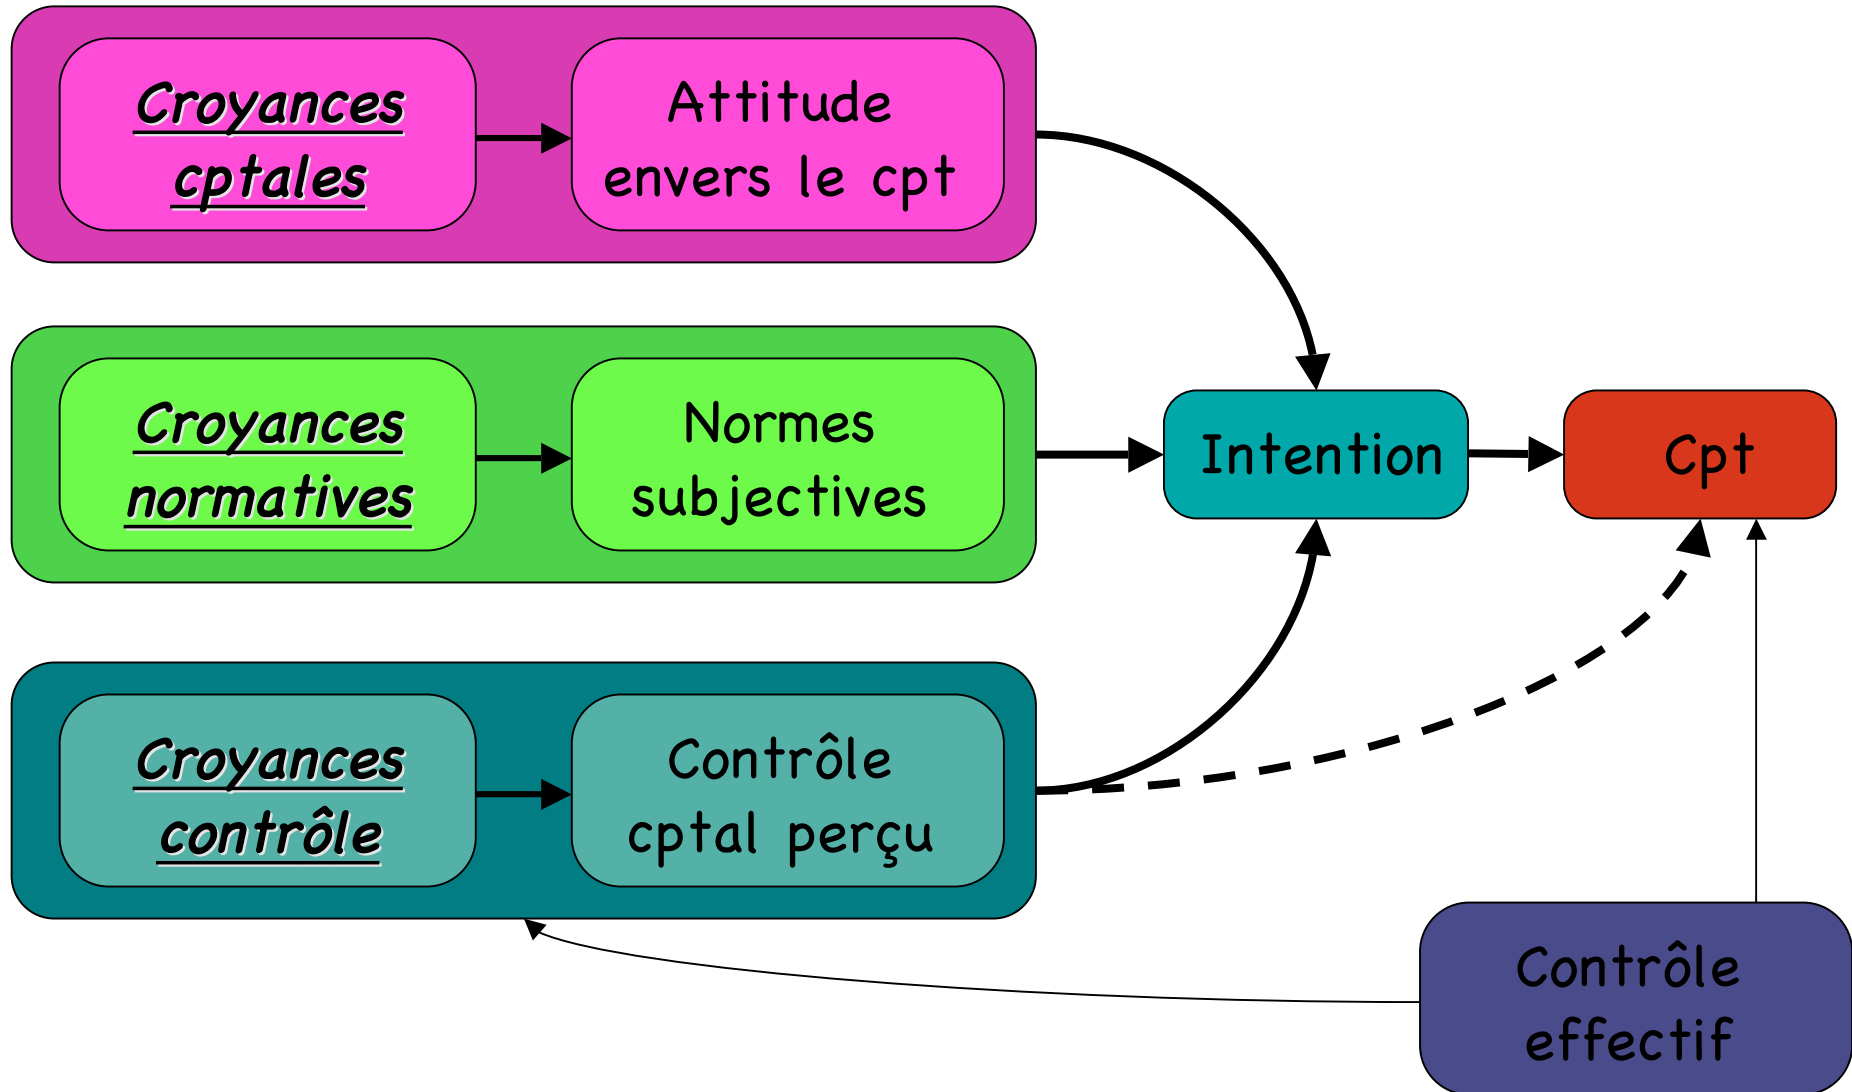 Croyances
cptales
Attitude
envers le cpt
Croyances
normatives
Normes
subjectives
Intention
Cpt
Croyances
contrôle
Contrôle
cptal perçu
Contrôle
effectif